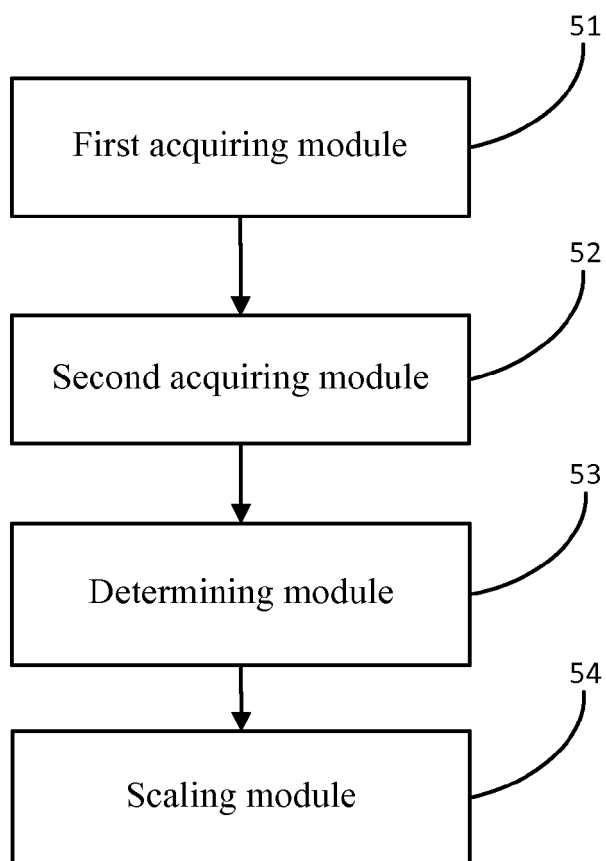 51
First acquiring module
52
Second acquiring module
53
Determining module
54
Scaling module